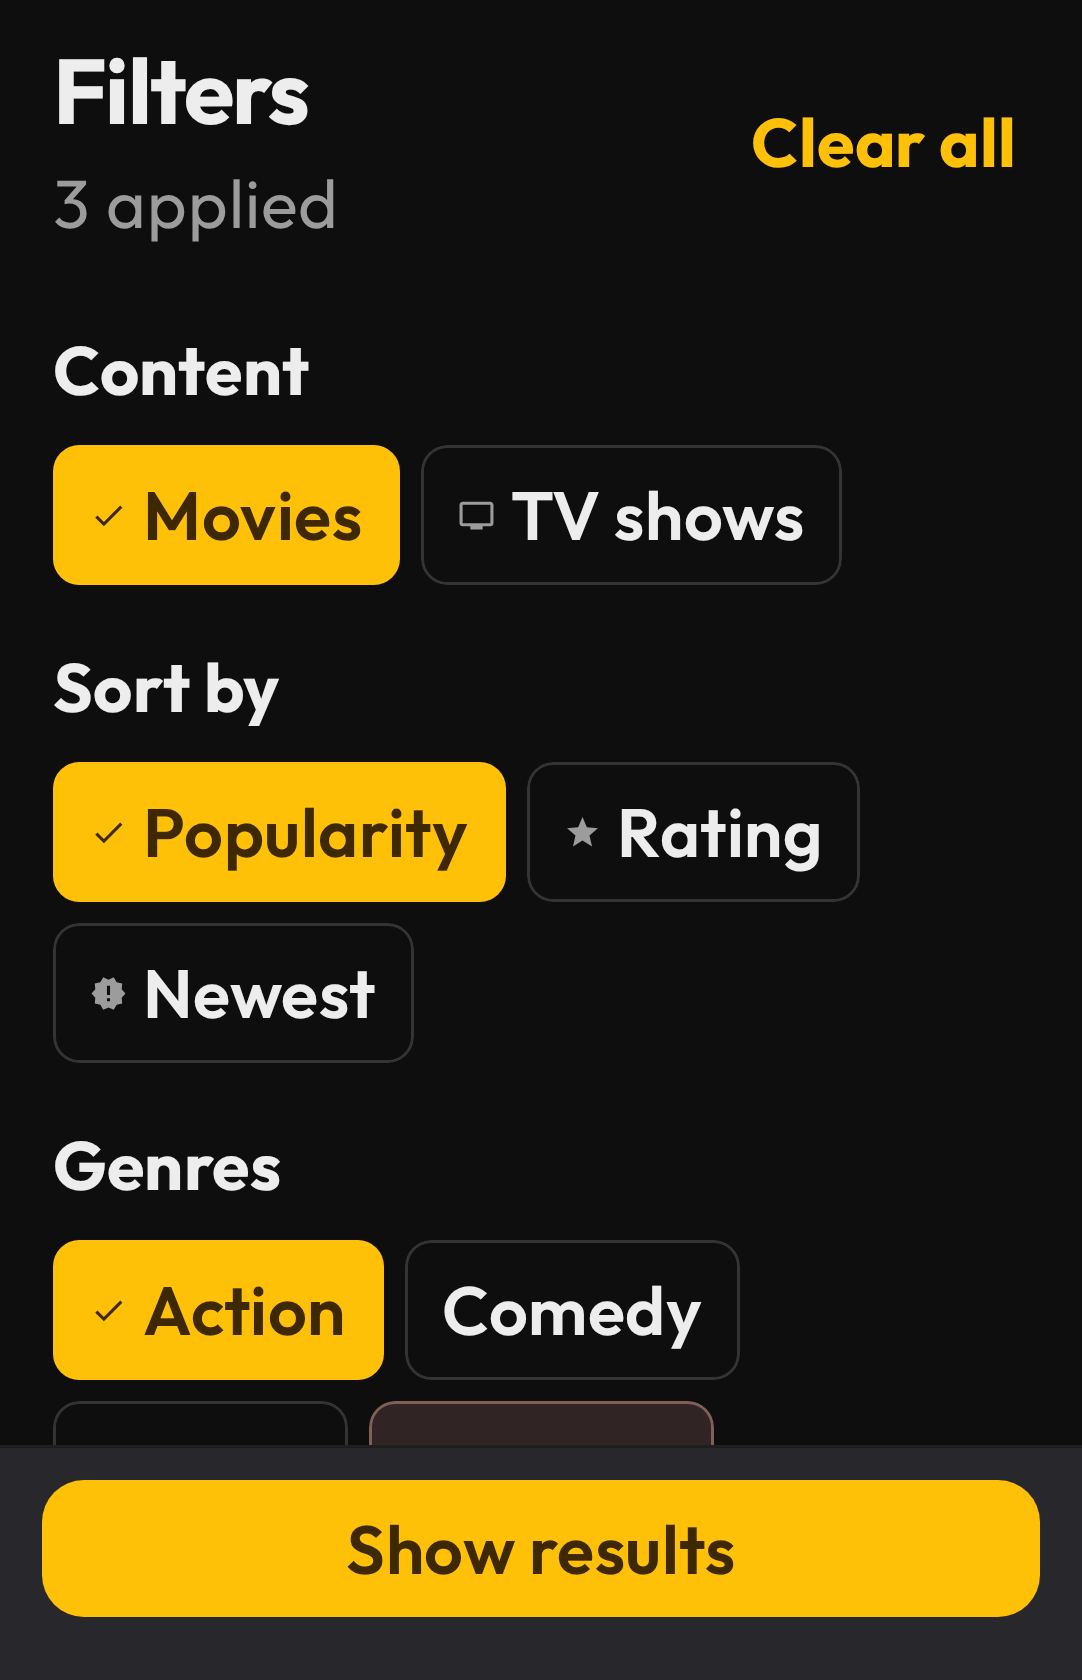 Filters
3 applied
Clear all
Content
Movies
TV shows
Sort by
Popularity
Rating
Newest
Genres
Action
Comedy
Show results